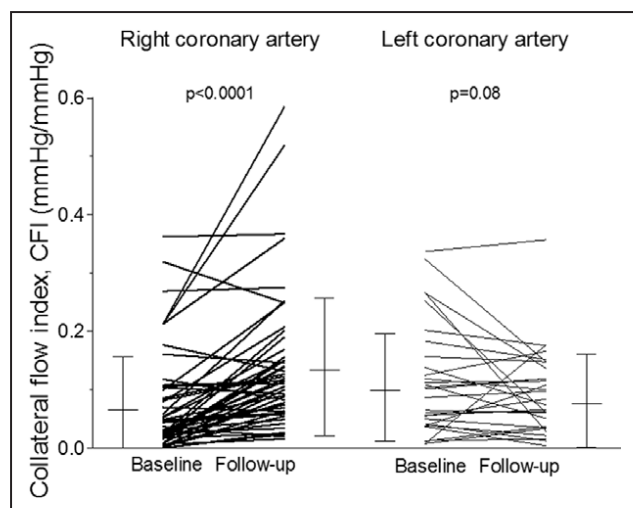 Right coronary artery
Left coronary artery
p<0.0001
p=0.08
Collateral flow index, CFI (mmHg/mmHg)
0.6
0.4
0.2
0.0
Baseline Follow-up
Baseline Follow-up